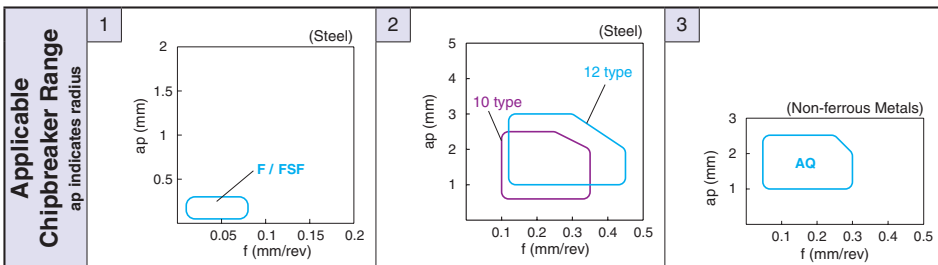 Applicable
Chipbreaker Range
ap indicates radius
1
(Steel)
2
1.5
1
0.5
ap (mm)
F / FSF
0.05
0.1
0.15
0.2
f (mm/rev)
2
(Steel)
5
4
3
2
1
ap (mm)
12 type
10 type
0.1
0.2
0.3
0.4
0.5
f (mm/rev)
3
(Non-ferrous Metals)
3
2
1
ap (mm)
AQ
0.1
0.2
0.3
0.4
0.5
f (mm/rev)